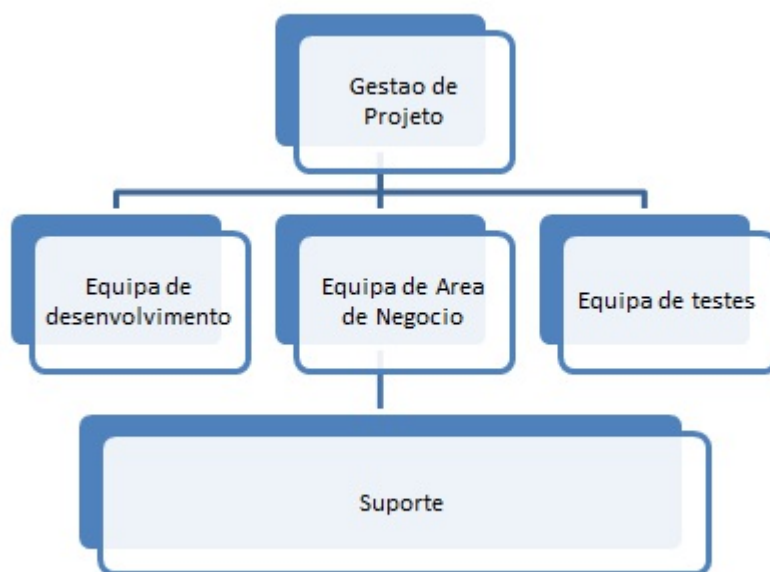 Gestao de
Projeto
Equipa de
desenvolvimento
Equipa de Area
de Negocio
Equipa de testes
Suporte